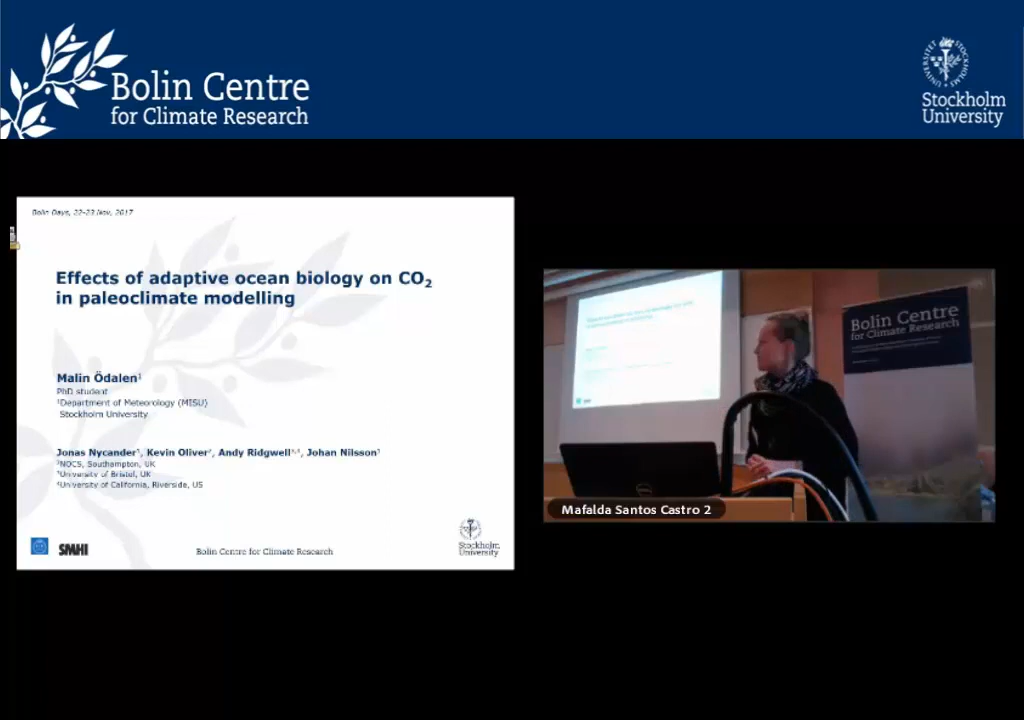 Bolin Centre
for Climate Research
Stockholm
University
Bolin Days, 22-23 Nov, 2017
Effects of adaptive ocean biology on CO₂
in paleoclimate modelling
Malin Ödalen¹
PhD student
¹Department of Meteorology (MISU)
Stockholm University
Jonas Nycander¹, Kevin Oliver², Andy Ridgwell³,⁴, Johan Nilsson¹
²NOCS, Southampton, UK
³University of Bristol, UK
⁴University of California, Riverside, US
SMHI
Bolin Centre for Climate Research
Stockholm
University
Bolin Centre
for Climate Research
DELL
Mafalda Santos Castro 2